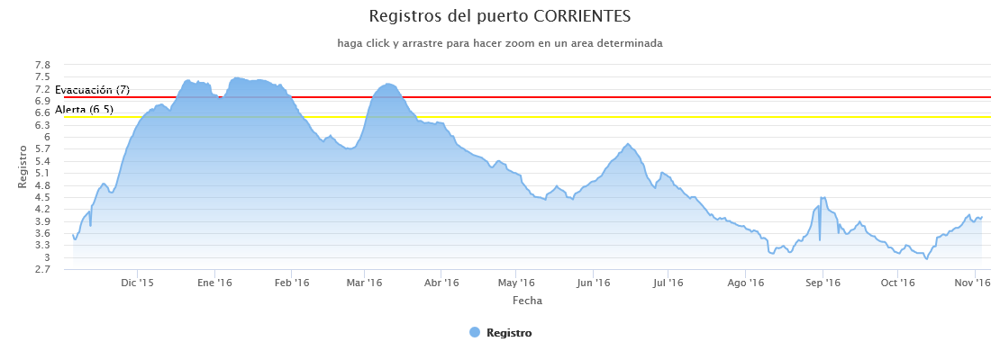 Registros del puerto CORRIENTES
haga click y arrastre para hacer zoom en un area determinada
Registro
7.8
7.5
7.2
6.9
6.6
6.3
6
5.7
5.4
5.1
4.8
4.5
4.2
3.9
3.6
3.3
3
2.7
Evacuación (7)
Alerta (6.5)
Dic '15
Ene '16
Feb '16
Mar '16
Abr '16
May '16
Jun '16
Jul '16
Ago '16
Sep '16
Oct '16
Nov '16
Fecha
Registro